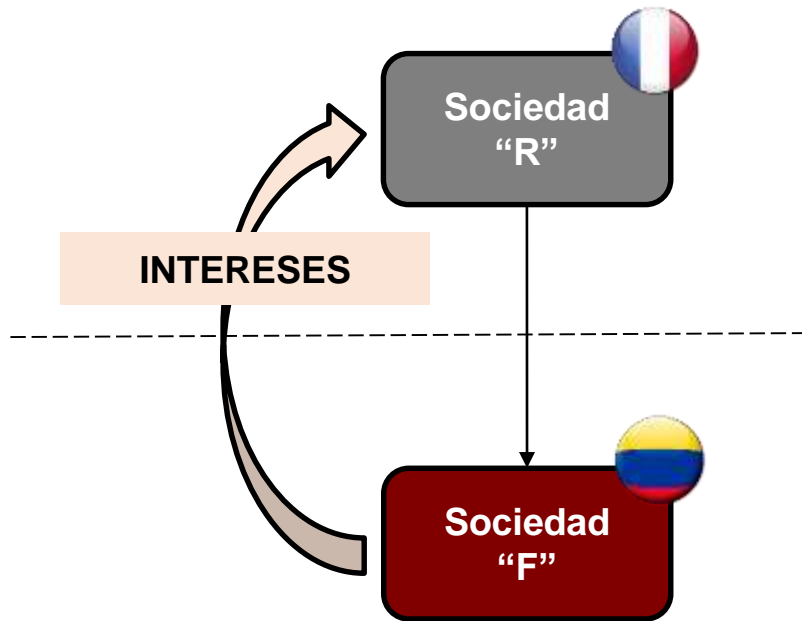 Sociedad
“R”
INTERESES
Sociedad
“F”